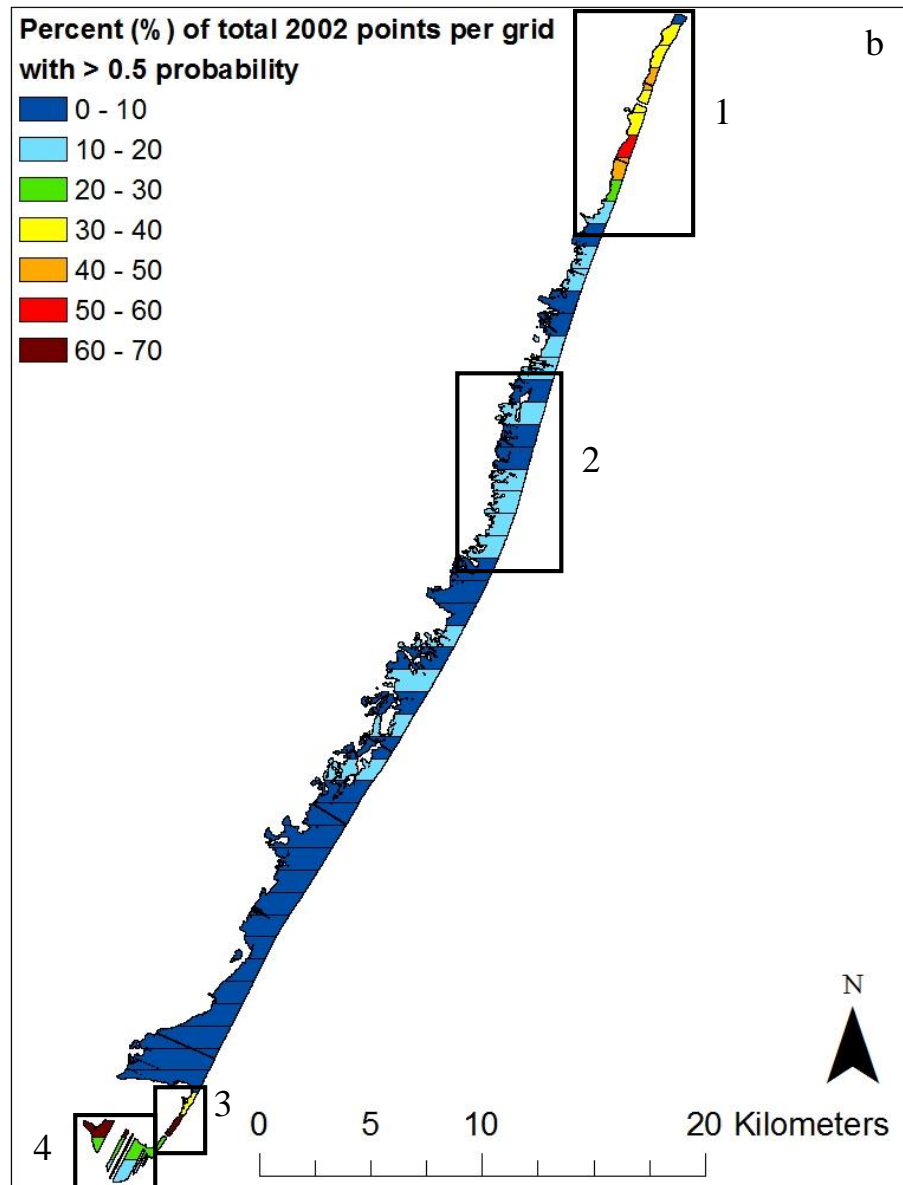 Percent (%) of total 2002 points per grid
with > 0.5 probability
b
0 - 10
10 - 20
20 - 30
30 - 40
40 - 50
50 - 60
60 - 70
1
2
N
3
4
0 5 10 20 Kilometers